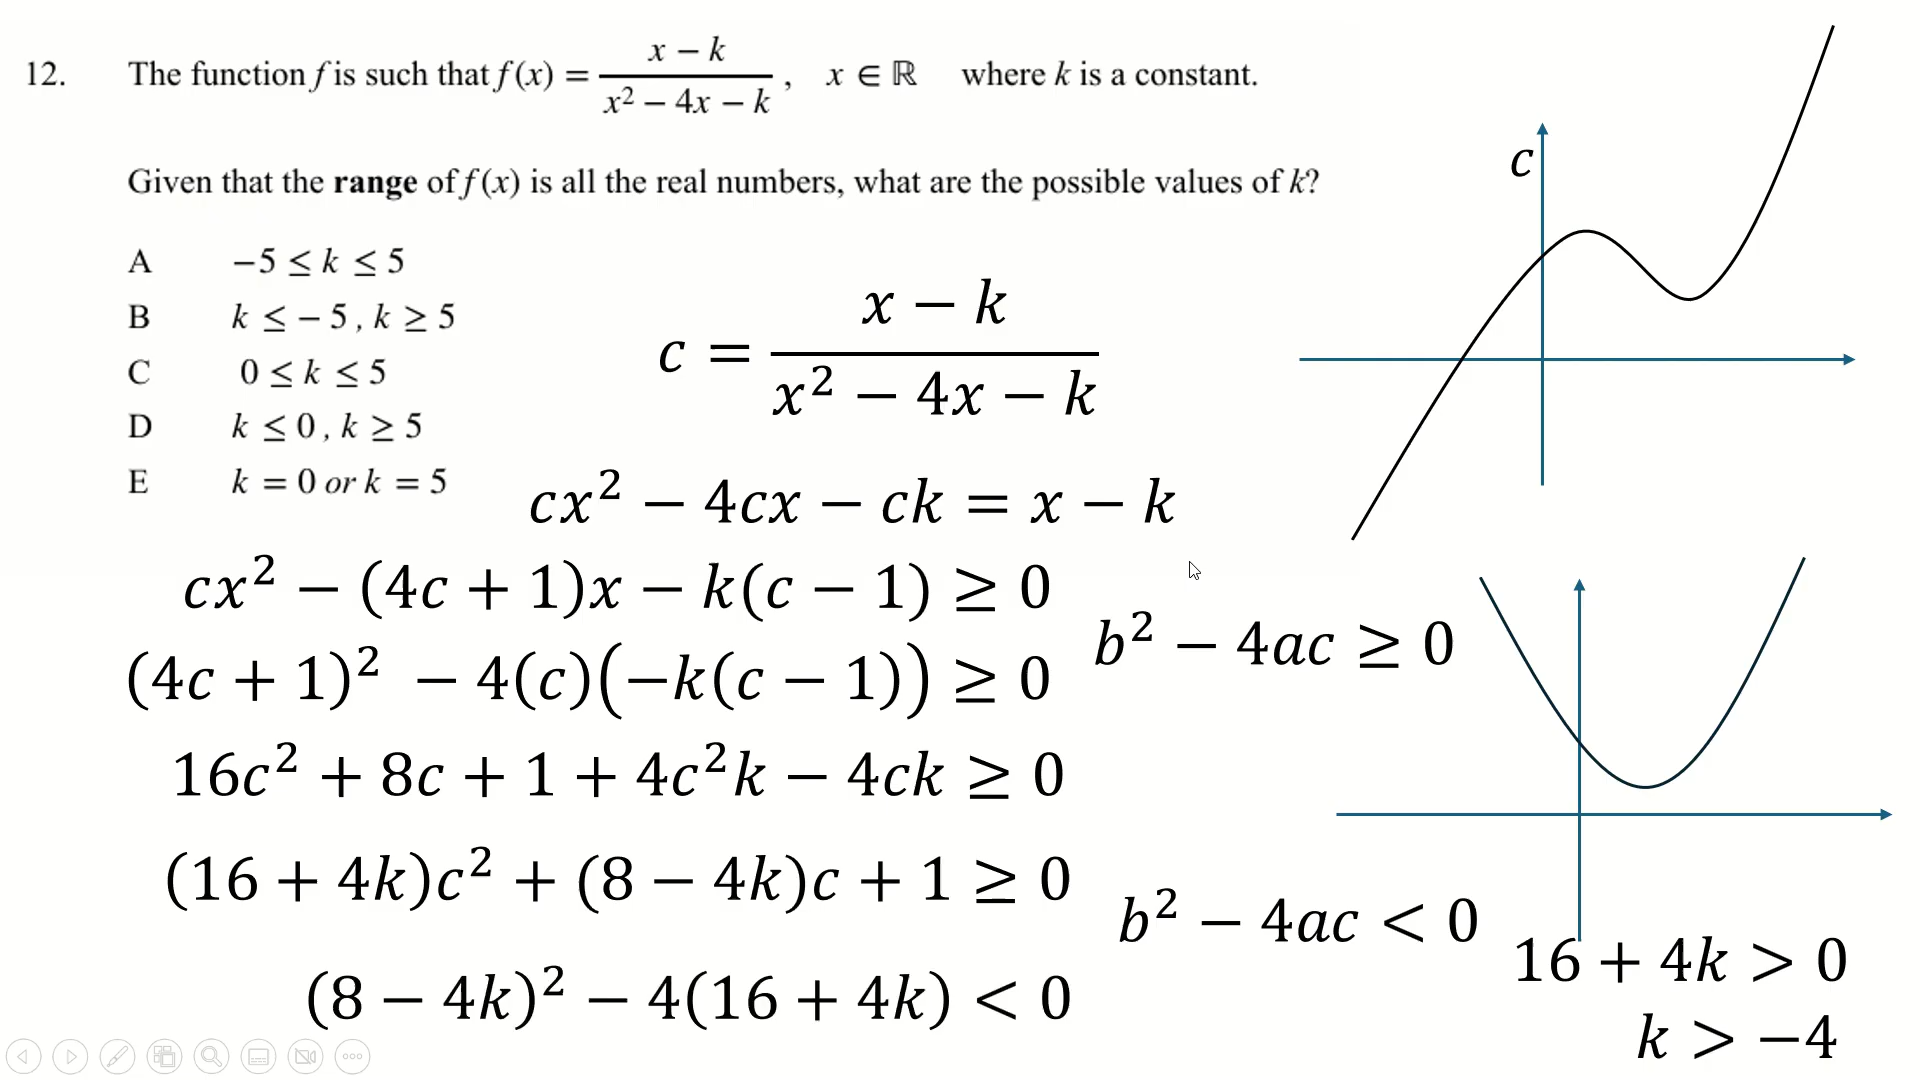 12. The function f is such that f(x) = (x − k)/(x² − 4x − k) , x ∈ ℝ where k is a constant.
Given that the range of f(x) is all the real numbers, what are the possible values of k?
A −5 ≤ k ≤ 5
B k ≤ −5 , k ≥ 5
C 0 ≤ k ≤ 5
D k ≤ 0 , k ≥ 5
E k = 0 or k = 5
c = (x − k)/(x² − 4x − k)
cx² − 4cx − ck = x − k
cx² − (4c + 1)x − k(c − 1) ≥ 0
b² − 4ac ≥ 0
(4c + 1)² − 4(c)(−k(c − 1)) ≥ 0
16c² + 8c + 1 + 4c²k − 4ck ≥ 0
(16 + 4k)c² + (8 − 4k)c + 1 ≥ 0
b² − 4ac < 0
(8 − 4k)² − 4(16 + 4k) < 0
c
16 + 4k > 0
k > −4